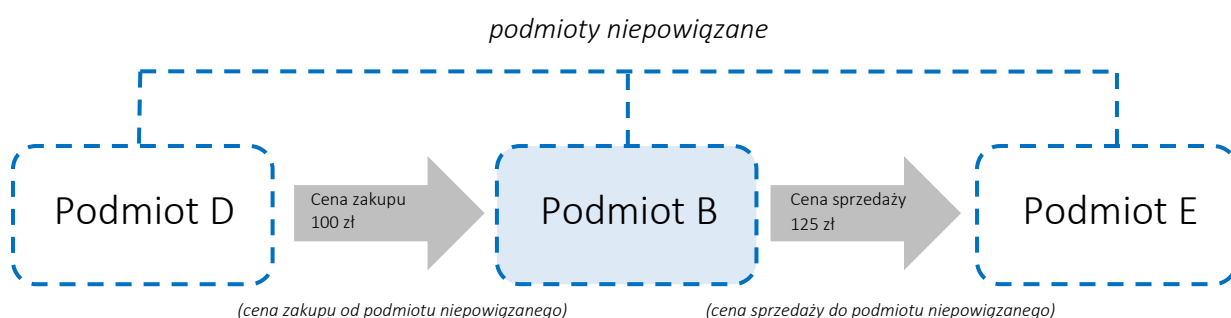 podmioty niepowiązane
Podmiot D
Cena zakupu
100 zł
Podmiot B
Cena sprzedaży
125 zł
Podmiot E
(cena zakupu od podmiotu niepowiązanego)
(cena sprzedaży do podmiotu niepowiązanego)